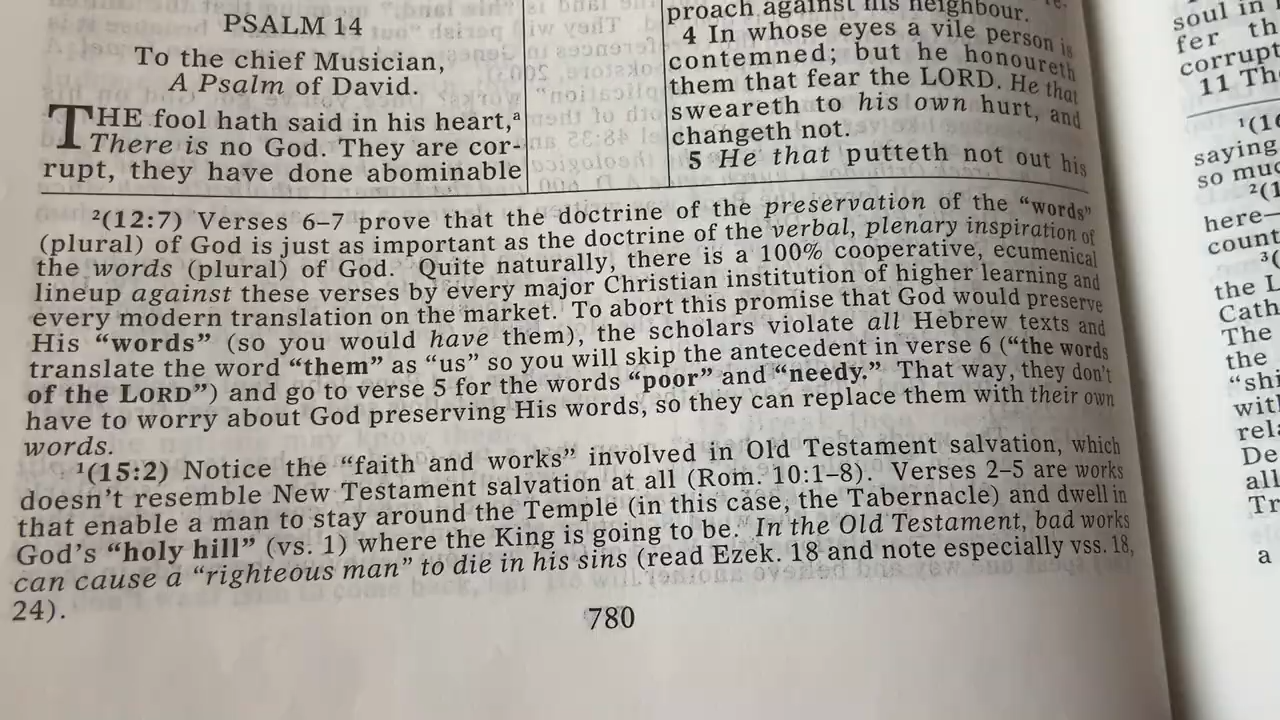 PSALM 14
To the chief Musician,
A Psalm of David.
THE fool hath said in his heart,ª
There is no God. They are cor-
rupt, they have done abominable
proach against his neighbour.
4 In whose eyes a vile person is
contemned; but he honoureth
them that fear the LORD. He that
sweareth to his own hurt, and
changeth not.
5 He that putteth not out his
²(12:7) Verses 6–7 prove that the doctrine of the preservation of the “words”
(plural) of God is just as important as the doctrine of the verbal, plenary inspiration of
the words (plural) of God. Quite naturally, there is a 100% cooperative, ecumenical
lineup against these verses by every major Christian institution of higher learning and
every modern translation on the market. To abort this promise that God would preserve
His “words” (so you would have them), the scholars violate all Hebrew texts and
translate the word “them” as “us” so you will skip the antecedent in verse 6 (“the words
of the LORD”) and go to verse 5 for the words “poor” and “needy.” That way, they don’t
have to worry about God preserving His words, so they can replace them with their own
words.
¹(15:2) Notice the “faith and works” involved in Old Testament salvation, which
doesn’t resemble New Testament salvation at all (Rom. 10:1–8). Verses 2–5 are works
that enable a man to stay around the Temple (in this case, the Tabernacle) and dwell in
God’s “holy hill” (vs. 1) where the King is going to be. In the Old Testament, bad works
can cause a “righteous man” to die in his sins (read Ezek. 18 and note especially vss. 18,
24).
780
soul in
fer th
corrupt
11 Th
saying
so muc
here—
count
the L
Cath
The
the
“shi
with
rela
De
all
Tr
a